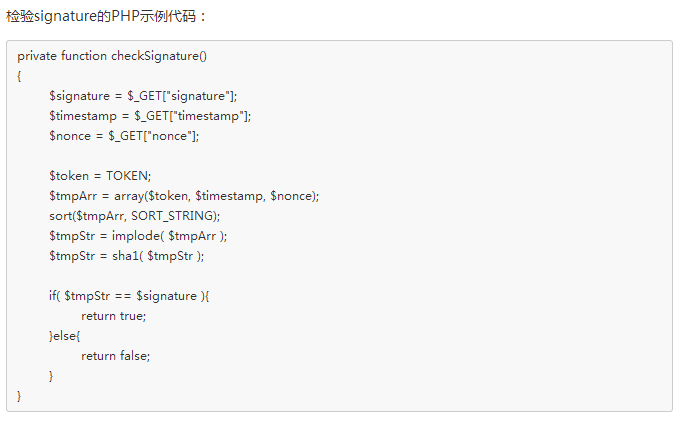 检验signature的PHP示例代码：
private function checkSignature()
{
$signature = $_GET["signature"];
$timestamp = $_GET["timestamp"];
$nonce = $_GET["nonce"];
$token = TOKEN;
$tmpArr = array($token, $timestamp, $nonce);
sort($tmpArr, SORT_STRING);
$tmpStr = implode( $tmpArr );
$tmpStr = sha1( $tmpStr );
if( $tmpStr == $signature ){
return true;
}else{
return false;
}
}